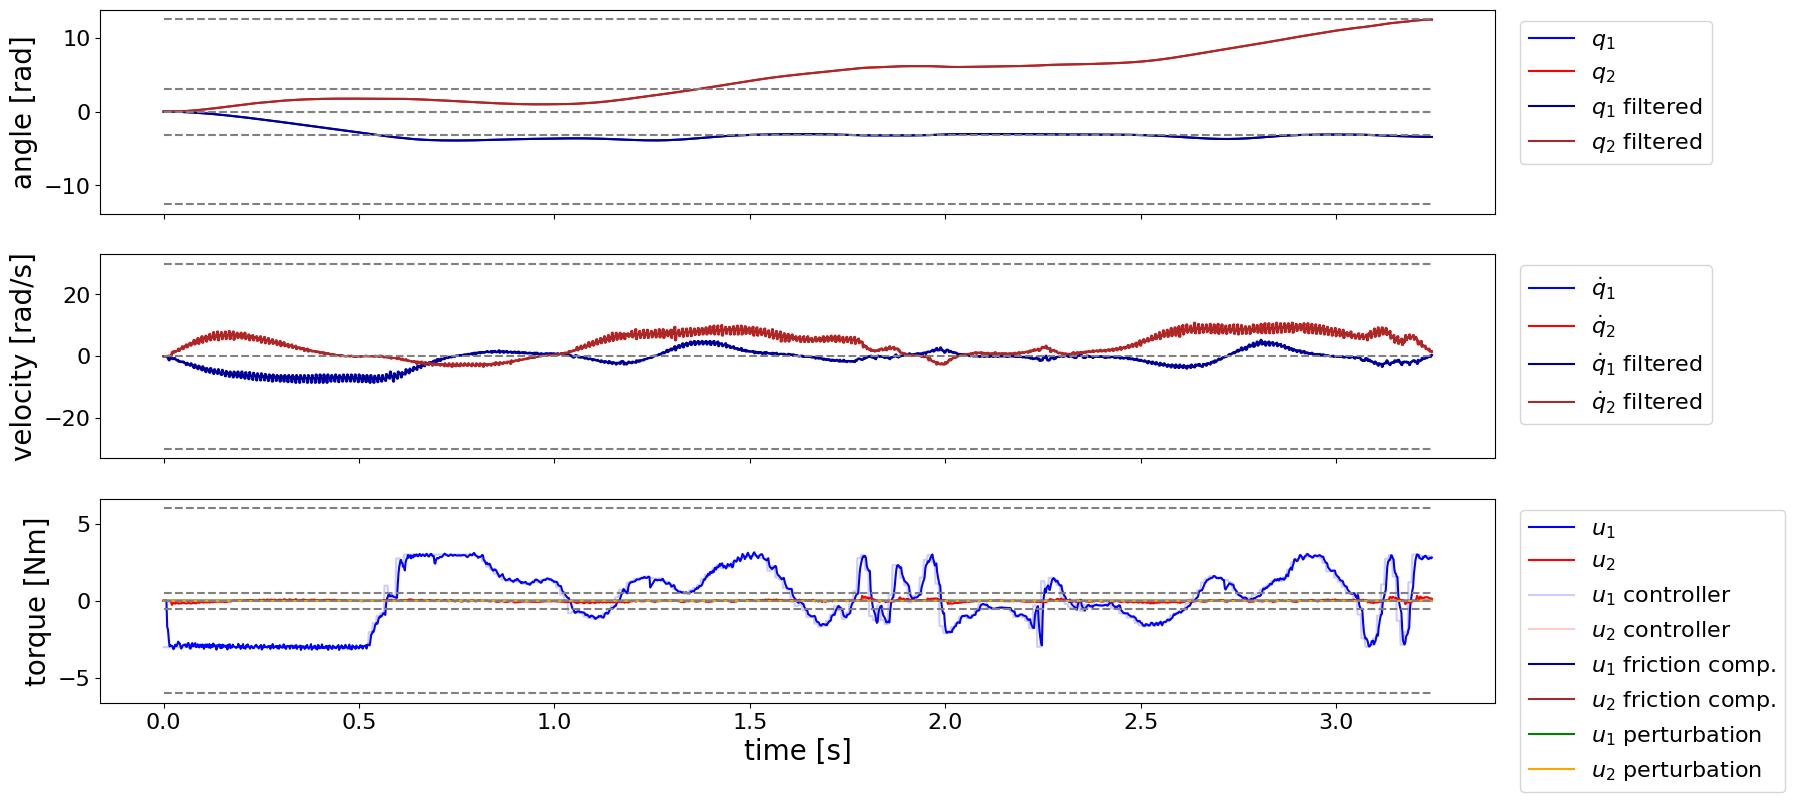 angle [rad]
10
0
−10
q₁
q₂
q₁ filtered
q₂ filtered
velocity [rad/s]
20
0
−20
q̇₁
q̇₂
q̇₁ filtered
q̇₂ filtered
torque [Nm]
5
0
−5
0.0 0.5 1.0 1.5 2.0 2.5 3.0
time [s]
u₁
u₂
u₁ controller
u₂ controller
u₁ friction comp.
u₂ friction comp.
u₁ perturbation
u₂ perturbation